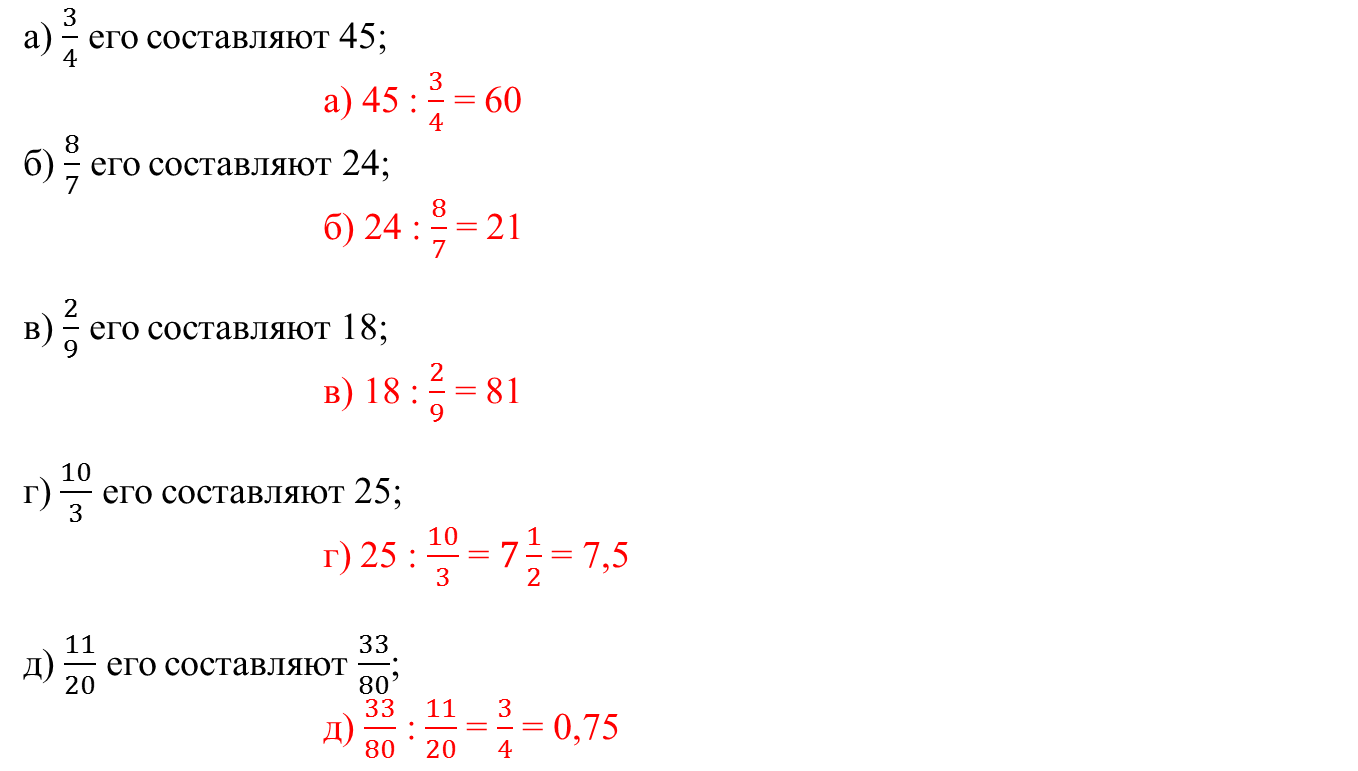 а) 3/4 его составляют 45;
а) 45 : 3/4 = 60
б) 8/7 его составляют 24;
б) 24 : 8/7 = 21
в) 2/9 его составляют 18;
в) 18 : 2/9 = 81
г) 10/3 его составляют 25;
г) 25 : 10/3 = 7 1/2 = 7,5
д) 11/20 его составляют 33/80;
д) 33/80 : 11/20 = 3/4 = 0,75